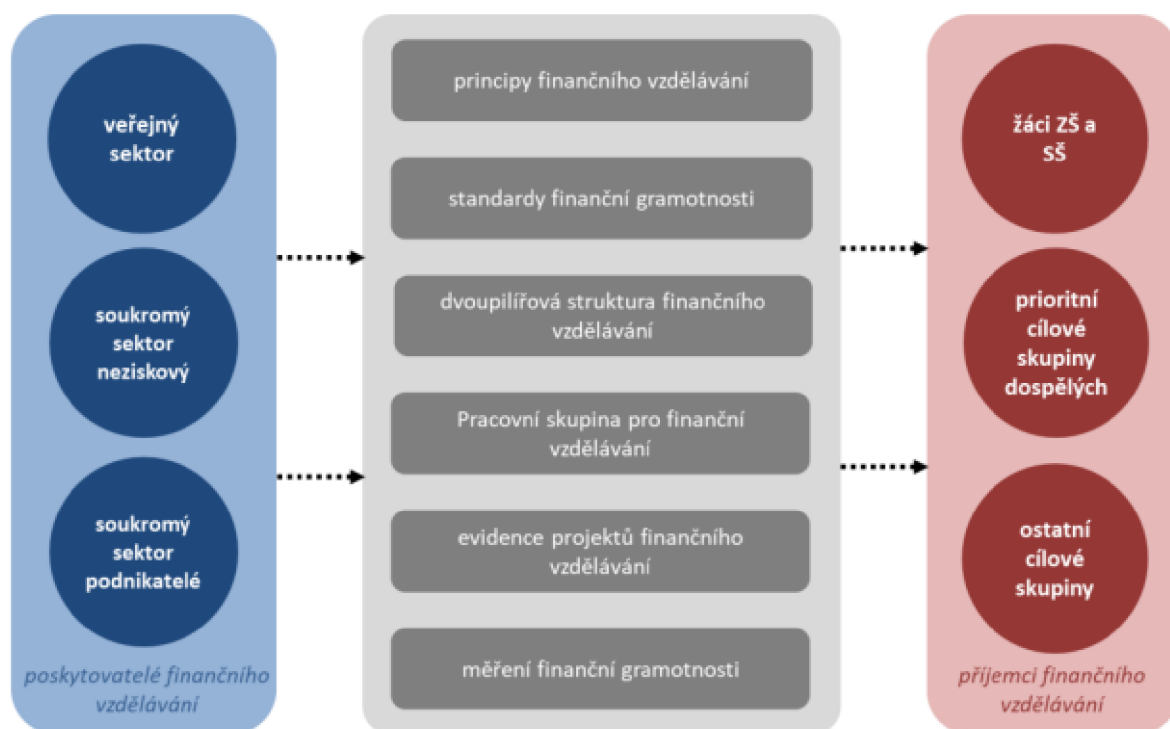 veřejný
sektor
soukromý
sektor
neziskový
soukromý
sektor
podnikatelé
poskytovatelé finančního
vzdělávání
principy finančního vzdělávání
standardy finanční gramotnosti
dvoupilířová struktura finančního
vzdělávání
Pracovní skupina pro finanční
vzdělávání
evidence projektů finančního
vzdělávání
měření finanční gramotnosti
žáci ZŠ a
SŠ
prioritní
cílové
skupiny
dospělých
ostatní
cílové
skupiny
příjemci finančního
vzdělávání